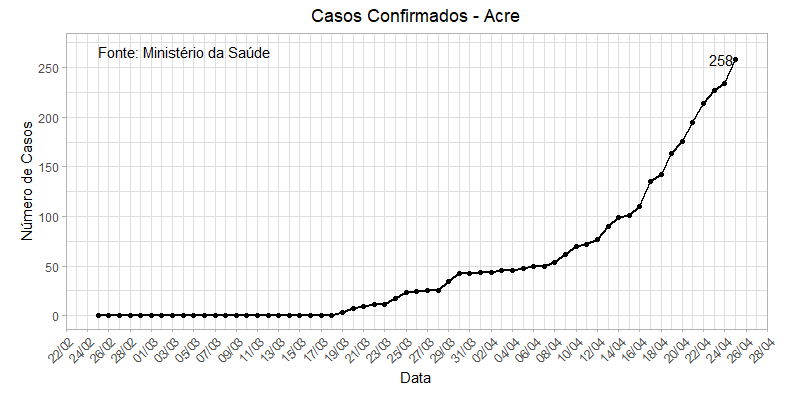 Casos Confirmados - Acre
Fonte: Ministério da Saúde
258
Número de Casos
250
200
150
100
50
0
22/02 24/02 26/02 28/02 01/03 03/03 05/03 07/03 09/03 11/03 13/03 15/03 17/03 19/03 21/03 23/03 25/03 27/03 29/03 31/03 02/04 04/04 06/04 08/04 10/04 12/04 14/04 16/04 18/04 20/04 22/04 24/04 26/04 28/04
Data